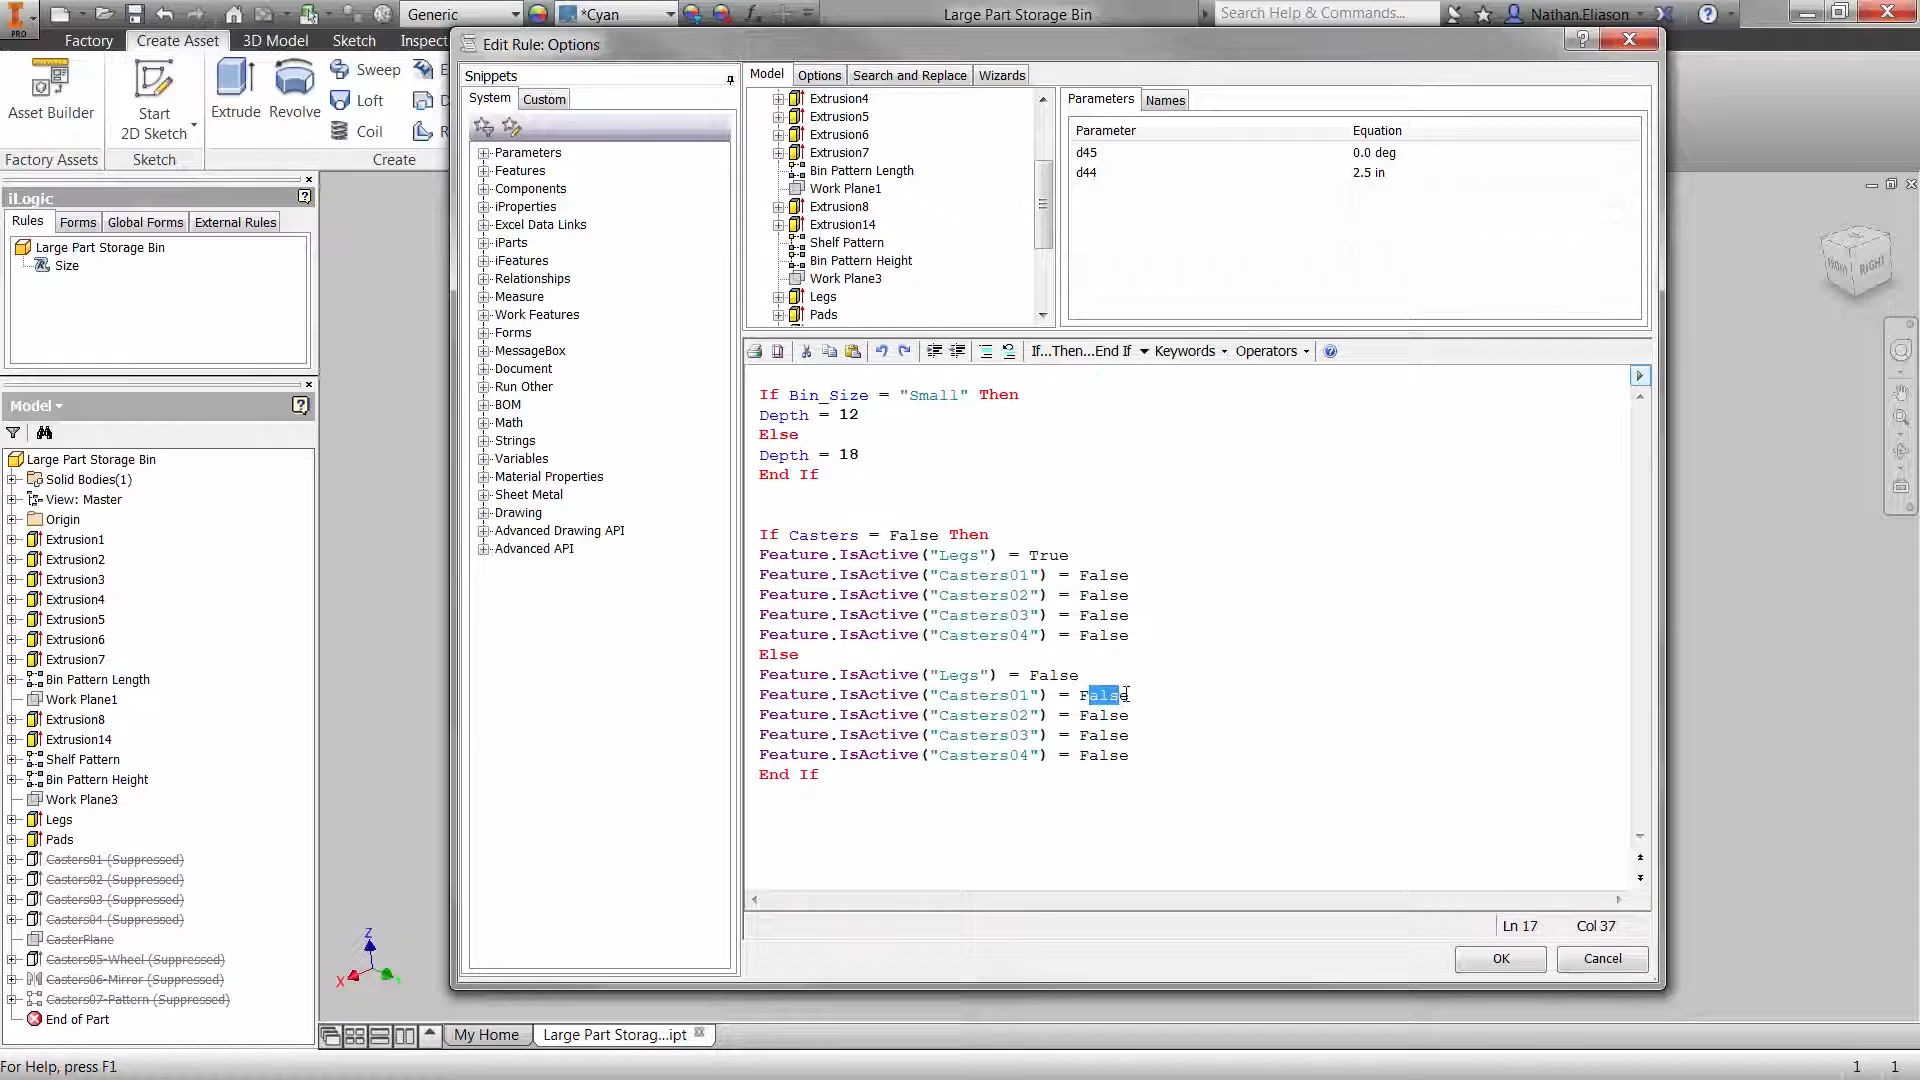 PRO
Generic
*Cyan
Large Part Storage Bin
Search Help & Commands...
Nathan.Eliason
Factory
Create Asset
3D Model
Sketch
Inspect
Asset Builder
Start
2D Sketch
Extrude
Revolve
Sweep
Loft
Coil
Factory Assets
Sketch
Create
iLogic
Rules
Forms
Global Forms
External Rules
Large Part Storage Bin
Size
Model
Large Part Storage Bin
Solid Bodies(1)
View: Master
Origin
Extrusion1
Extrusion2
Extrusion3
Extrusion4
Extrusion5
Extrusion6
Extrusion7
Bin Pattern Length
Work Plane1
Extrusion8
Extrusion14
Shelf Pattern
Bin Pattern Height
Work Plane3
Legs
Pads
Casters01 (Suppressed)
Casters02 (Suppressed)
Casters03 (Suppressed)
Casters04 (Suppressed)
CasterPlane
Casters05-Wheel (Suppressed)
Casters06-Mirror (Suppressed)
Casters07-Pattern (Suppressed)
End of Part
Edit Rule: Options
Snippets
System
Custom
Parameters
Features
Components
iProperties
Excel Data Links
iParts
iFeatures
Relationships
Measure
Work Features
Forms
MessageBox
Document
Run Other
BOM
Math
Strings
Variables
Material Properties
Sheet Metal
Drawing
Advanced Drawing API
Advanced API
Model
Options
Search and Replace
Wizards
Extrusion4
Extrusion5
Extrusion6
Extrusion7
Bin Pattern Length
Work Plane1
Extrusion8
Extrusion14
Shelf Pattern
Bin Pattern Height
Work Plane3
Legs
Pads
Parameters
Names
Parameter Equation
d45 0.0 deg
d44 2.5 in
If...Then...End If
Keywords
Operators
If Bin_Size = "Small" Then
Depth = 12
Else
Depth = 18
End If
If Casters = False Then
Feature.IsActive("Legs") = True
Feature.IsActive("Casters01") = False
Feature.IsActive("Casters02") = False
Feature.IsActive("Casters03") = False
Feature.IsActive("Casters04") = False
Else
Feature.IsActive("Legs") = False
Feature.IsActive("Casters01") = False
Feature.IsActive("Casters02") = False
Feature.IsActive("Casters03") = False
Feature.IsActive("Casters04") = False
End If
Ln 17
Col 37
OK
Cancel
RIGHT
Z
X
My Home
Large Part Storag...ipt
For Help, press F1
1
1